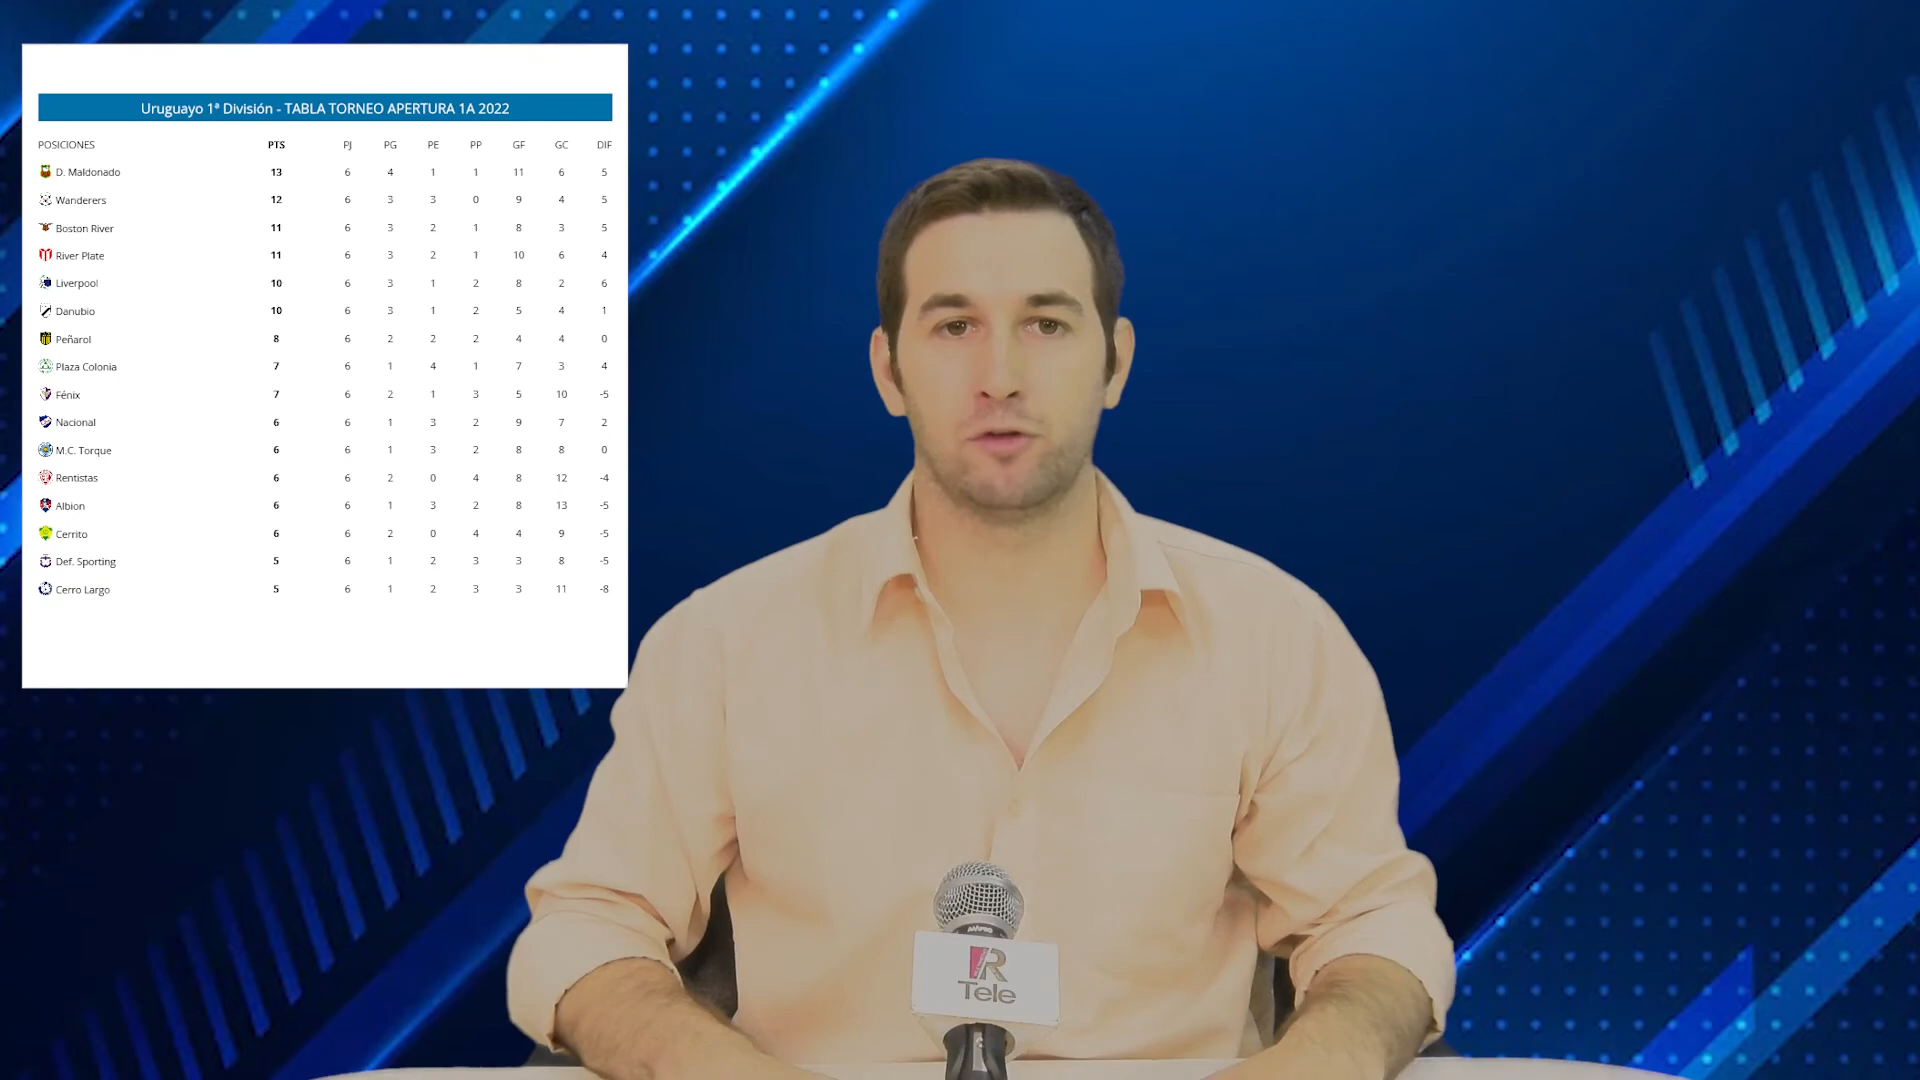 Uruguayo 1ª División - TABLA TORNEO APERTURA 1A 2022
POSICIONES PTS PJ PG PE PP GF GC DIF
D. Maldonado 13 6 4 1 1 11 6 5
Wanderers 12 6 3 3 0 9 4 5
Boston River 11 6 3 2 1 8 3 5
River Plate 11 6 3 2 1 10 6 4
Liverpool 10 6 3 1 2 8 2 6
Danubio 10 6 3 1 2 5 4 1
Peñarol 8 6 2 2 2 4 4 0
Plaza Colonia 7 6 1 4 1 7 3 4
Fénix 7 6 2 1 3 5 10 -5
Nacional 6 6 1 3 2 9 7 2
M.C. Torque 6 6 1 3 2 8 8 0
Rentistas 6 6 2 0 4 8 12 -4
Albion 6 6 1 3 2 8 13 -5
Cerrito 6 6 2 0 4 4 9 -5
Def. Sporting 5 6 1 2 3 3 8 -5
Cerro Largo 5 6 1 2 3 3 11 -8
R
Tele